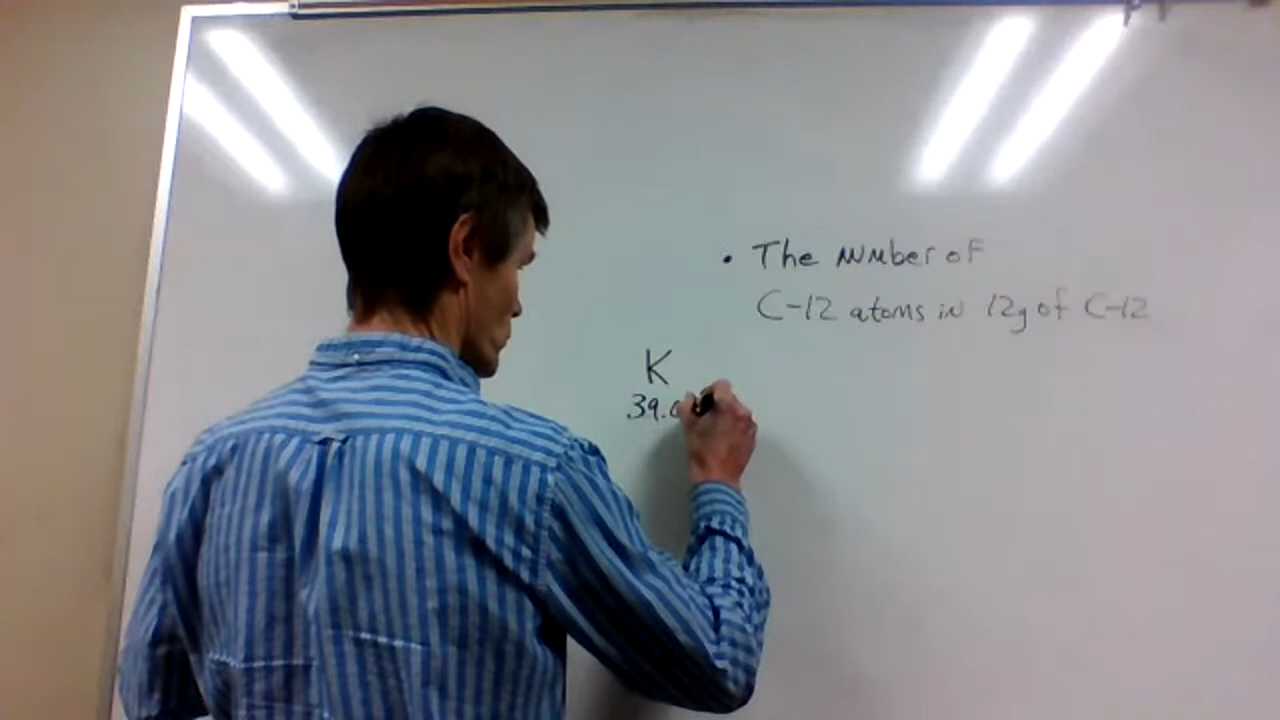 • The Number of
C-12 atoms in 12g of C-12
K
39.0